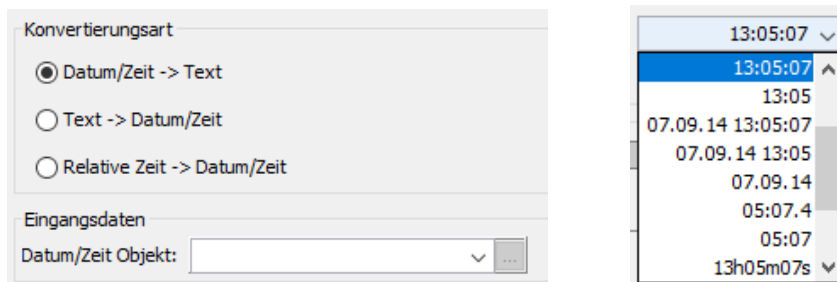 Konvertierungsart
Datum/Zeit -> Text
Text -> Datum/Zeit
Relative Zeit -> Datum/Zeit
Eingangsdaten
Datum/Zeit Objekt:
...
13:05:07
13:05:07
13:05
07.09.14 13:05:07
07.09.14 13:05
07.09.14
05:07.4
05:07
13h05m07s